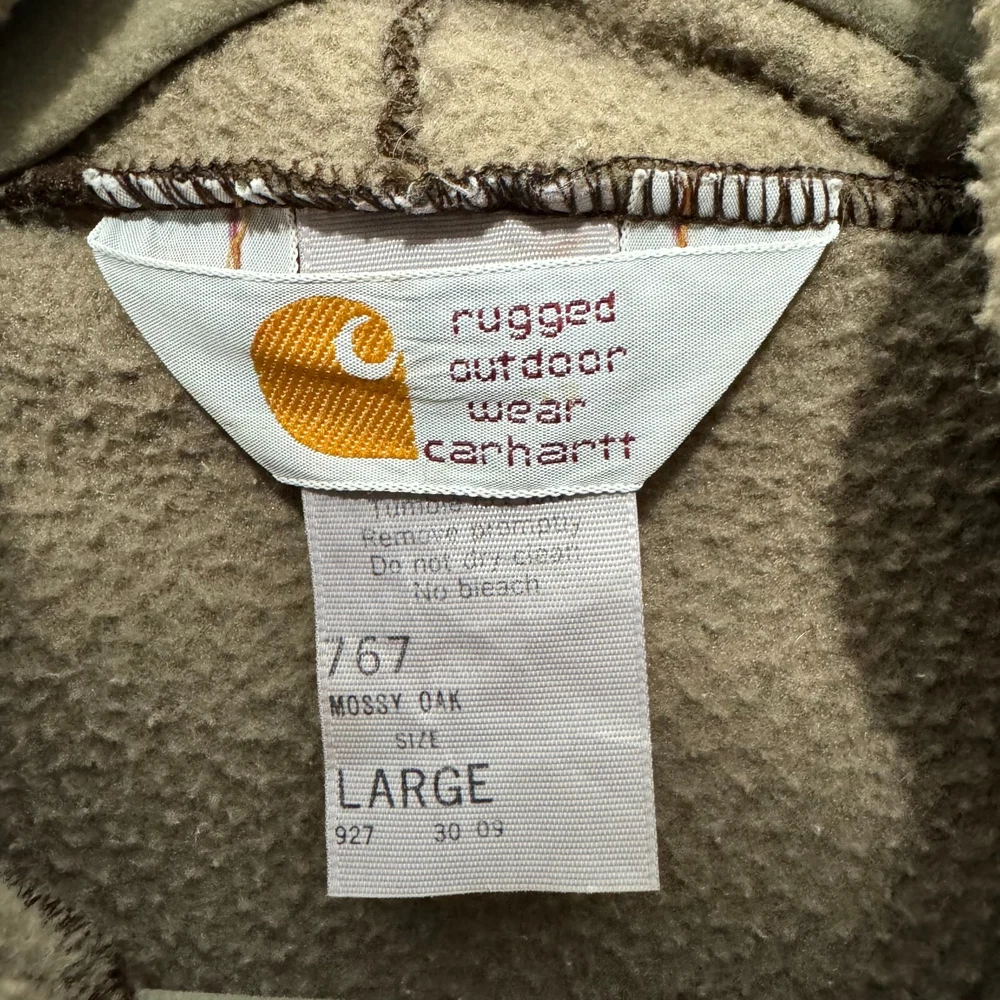 rugged
outdoor
wear
carhartt
Tumble
Remove promptly
Do not dry clean
No bleach
767
MOSSY OAK
SIZE
LARGE
927 30 09